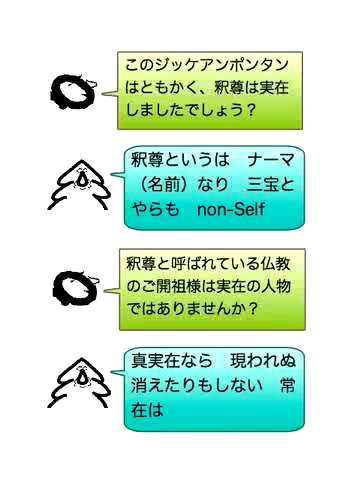 このジッケアンポンタン
はともかく、釈尊は実在
しましたでしょう？
釈尊というは　ナーマ
（名前）なり　三宝と
やらも　non-Self
釈尊と呼ばれている仏教
のご開祖様は実在の人物
ではありませんか？
真実在なら　現われぬ
消えたりもしない　常
在は